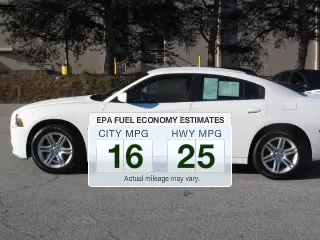 EPA FUEL ECONOMY ESTIMATES
CITY MPG HWY MPG
16 25
Actual mileage may vary.